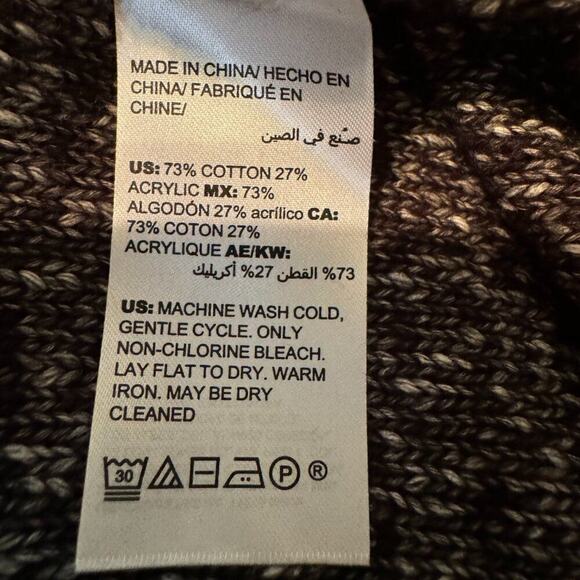 MADE IN CHINA/ HECHO EN
CHINA/ FABRIQUÉ EN
CHINE/
صنع في الصين
US: 73% COTTON 27%
ACRYLIC MX: 73%
ALGODÓN 27% acrílico CA:
73% COTON 27%
ACRYLIQUE AE/KW:
73% القطن 27% أكريليك
US: MACHINE WASH COLD,
GENTLE CYCLE. ONLY
NON-CHLORINE BLEACH.
LAY FLAT TO DRY. WARM
IRON. MAY BE DRY
CLEANED
30 P ®